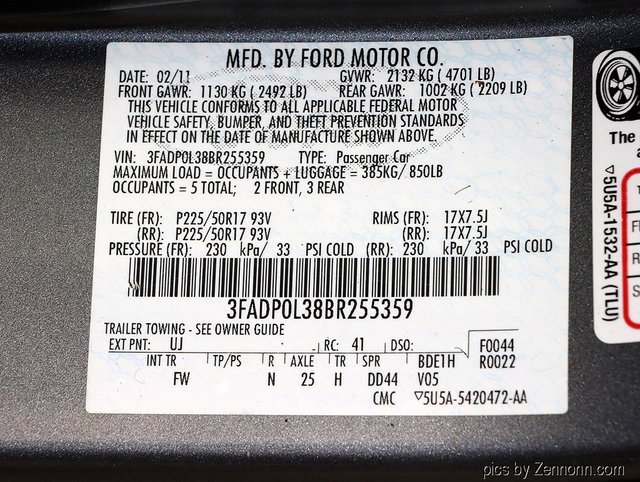 MFD. BY FORD MOTOR CO.
DATE: 02/11 GVWR: 2132 KG ( 4701 LB)
FRONT GAWR: 1130 KG ( 2492 LB) REAR GAWR: 1002 KG ( 2209 LB)
THIS VEHICLE CONFORMS TO ALL APPLICABLE FEDERAL MOTOR
VEHICLE SAFETY, BUMPER, AND THEFT PREVENTION STANDARDS
IN EFFECT ON THE DATE OF MANUFACTURE SHOWN ABOVE.
VIN: 3FADP0L38BR255359 TYPE: Passenger Car
MAXIMUM LOAD = OCCUPANTS + LUGGAGE = 385KG/ 850LB
OCCUPANTS = 5 TOTAL; 2 FRONT, 3 REAR
TIRE (FR): P225/50R17 93V RIMS (FR): 17X7.5J
(RR): P225/50R17 93V (RR): 17X7.5J
PRESSURE (FR): 230 kPa/ 33 PSI COLD (RR): 230 kPa/ 33 PSI COLD
3FADP0L38BR255359
TRAILER TOWING - SEE OWNER GUIDE
EXT PNT: UJ RC: 41 DSO: F0044
INT TR TP/PS R AXLE TR SPR BDE1H R0022
FW N 25 H DD44 V05
CMC ▽5U5A-5420472-AA
The
▽5U5A-1532-AA (TLU)
R
S
pics by Zennonn.com